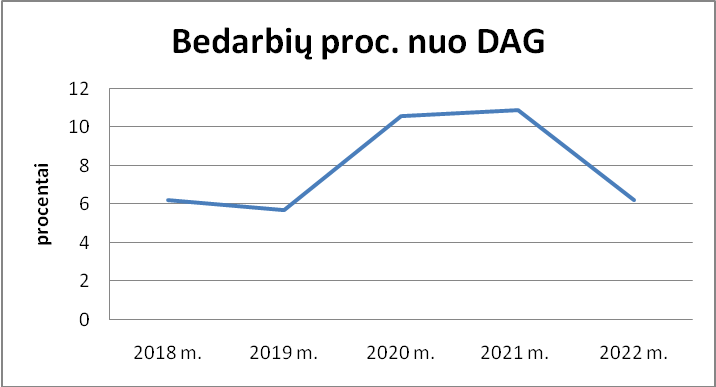 Bedarbių proc. nuo DAG
procentai
12
10
8
6
4
2
0
2018 m.
2019 m.
2020 m.
2021 m.
2022 m.